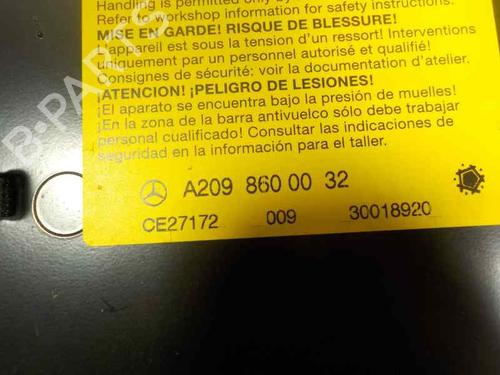 Handling is permitted only by
Refer to workshop information for safety instructions.
MISE EN GARDE! RISQUE DE BLESSURE!
L'appareil est sous la tension d'un ressort! Interventions
uniquement par un personnel autorisé et qualifié!
Consignes de sécurité: voir la documentation d'atelier.
¡ATENCION! ¡PELIGRO DE LESIONES!
¡El aparato se encuentra bajo la presión de muelles!
¡En la zona de la barra antivuelco sólo debe trabajar
personal cualificado! Consultar las indicaciones de
seguridad en la información para el taller.
A209 860 00 32
CE27172 009 30018920
B-PARTS